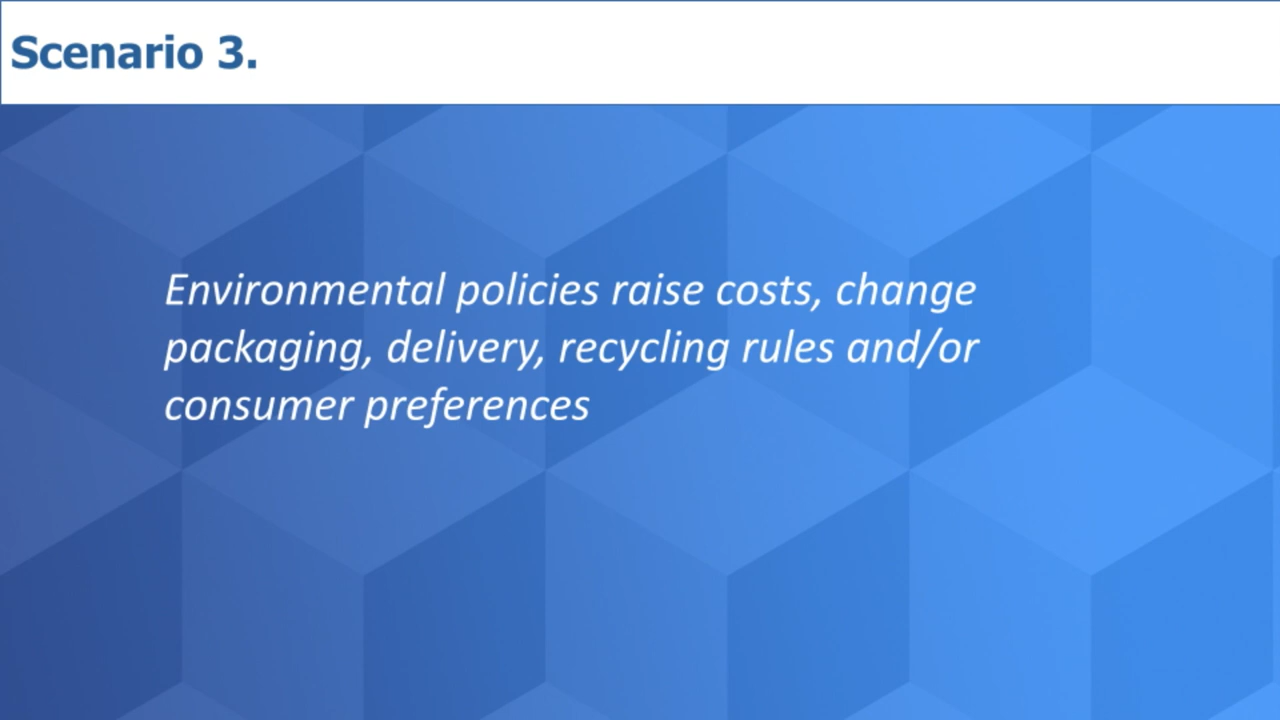 Scenario 3.
Environmental policies raise costs, change
packaging, delivery, recycling rules and/or
consumer preferences